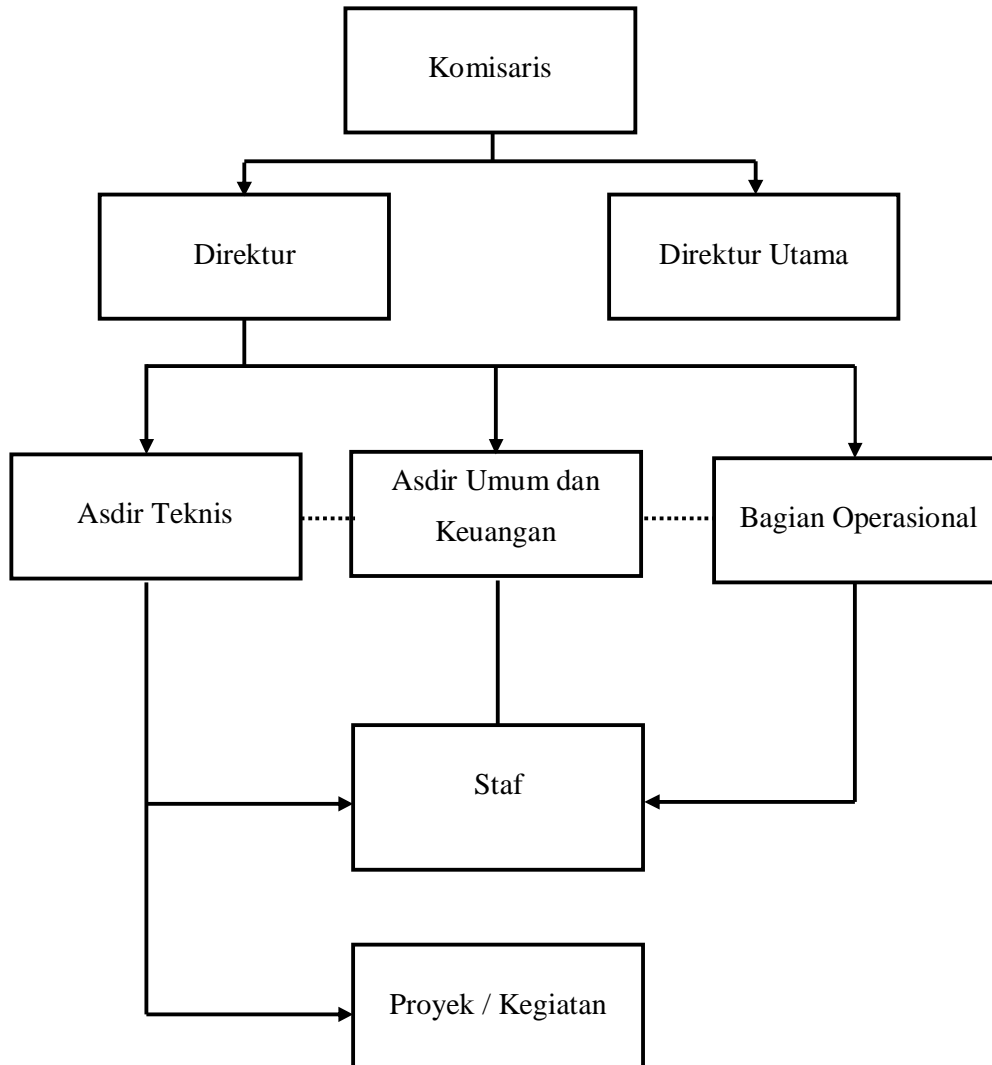 Komisaris
Direktur
Direktur Utama
Asdir Teknis
Asdir Umum dan
Keuangan
Bagian Operasional
Staf
Proyek / Kegiatan